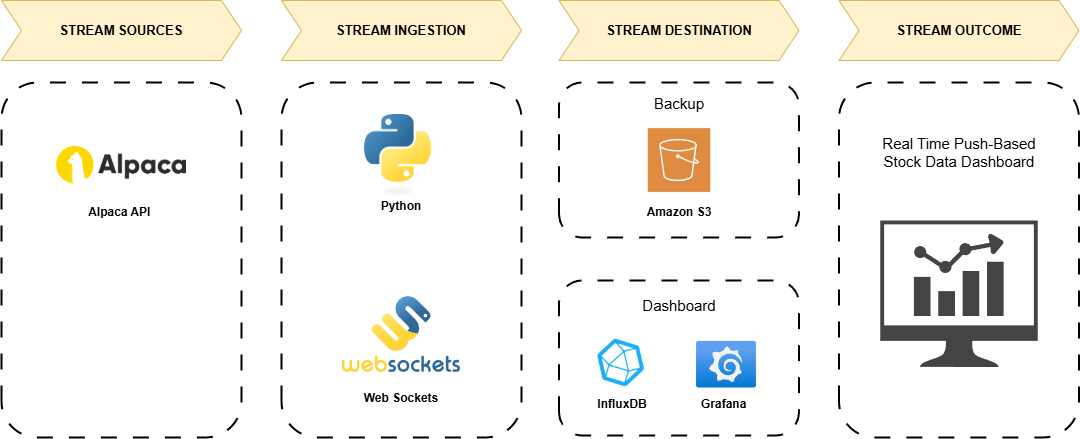 STREAM SOURCES
STREAM INGESTION
STREAM DESTINATION
STREAM OUTCOME
Alpaca
Alpaca API
Python
websockets
Web Sockets
Backup
Amazon S3
Dashboard
InfluxDB
Grafana
Real Time Push-Based
Stock Data Dashboard